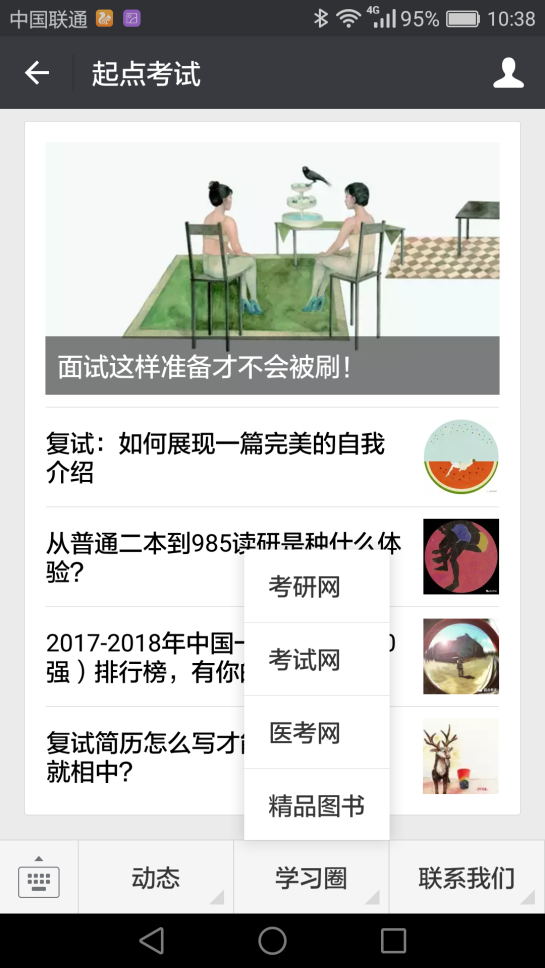 中国联通
4G
95%
10:38
起点考试
面试这样准备才不会被刷！
复试：如何展现一篇完美的自我
介绍
从普通二本到985读研是种什么体
验？
考研网
2017-2018年中国
0
强）排行榜，有你
考试网
医考网
复试简历怎么写才
就相中？
精品图书
动态
学习圈
联系我们